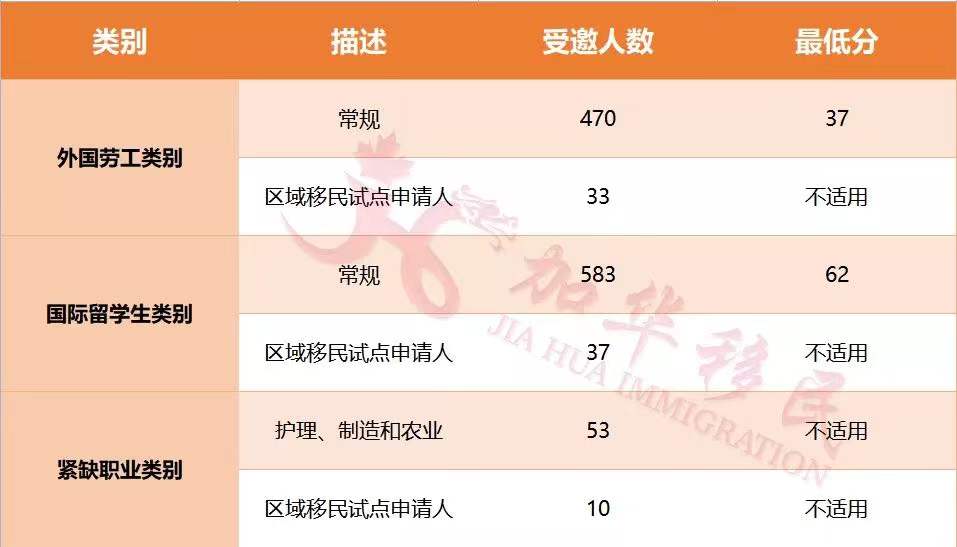 类别 描述 受邀人数 最低分
外国劳工类别 常规 470 37
区域移民试点申请人 33 不适用
国际留学生类别 常规 583 62
区域移民试点申请人 37 不适用
紧缺职业类别 护理、制造和农业 53 不适用
区域移民试点申请人 10 不适用
加华移民
JIA HUA IMMIGRATION